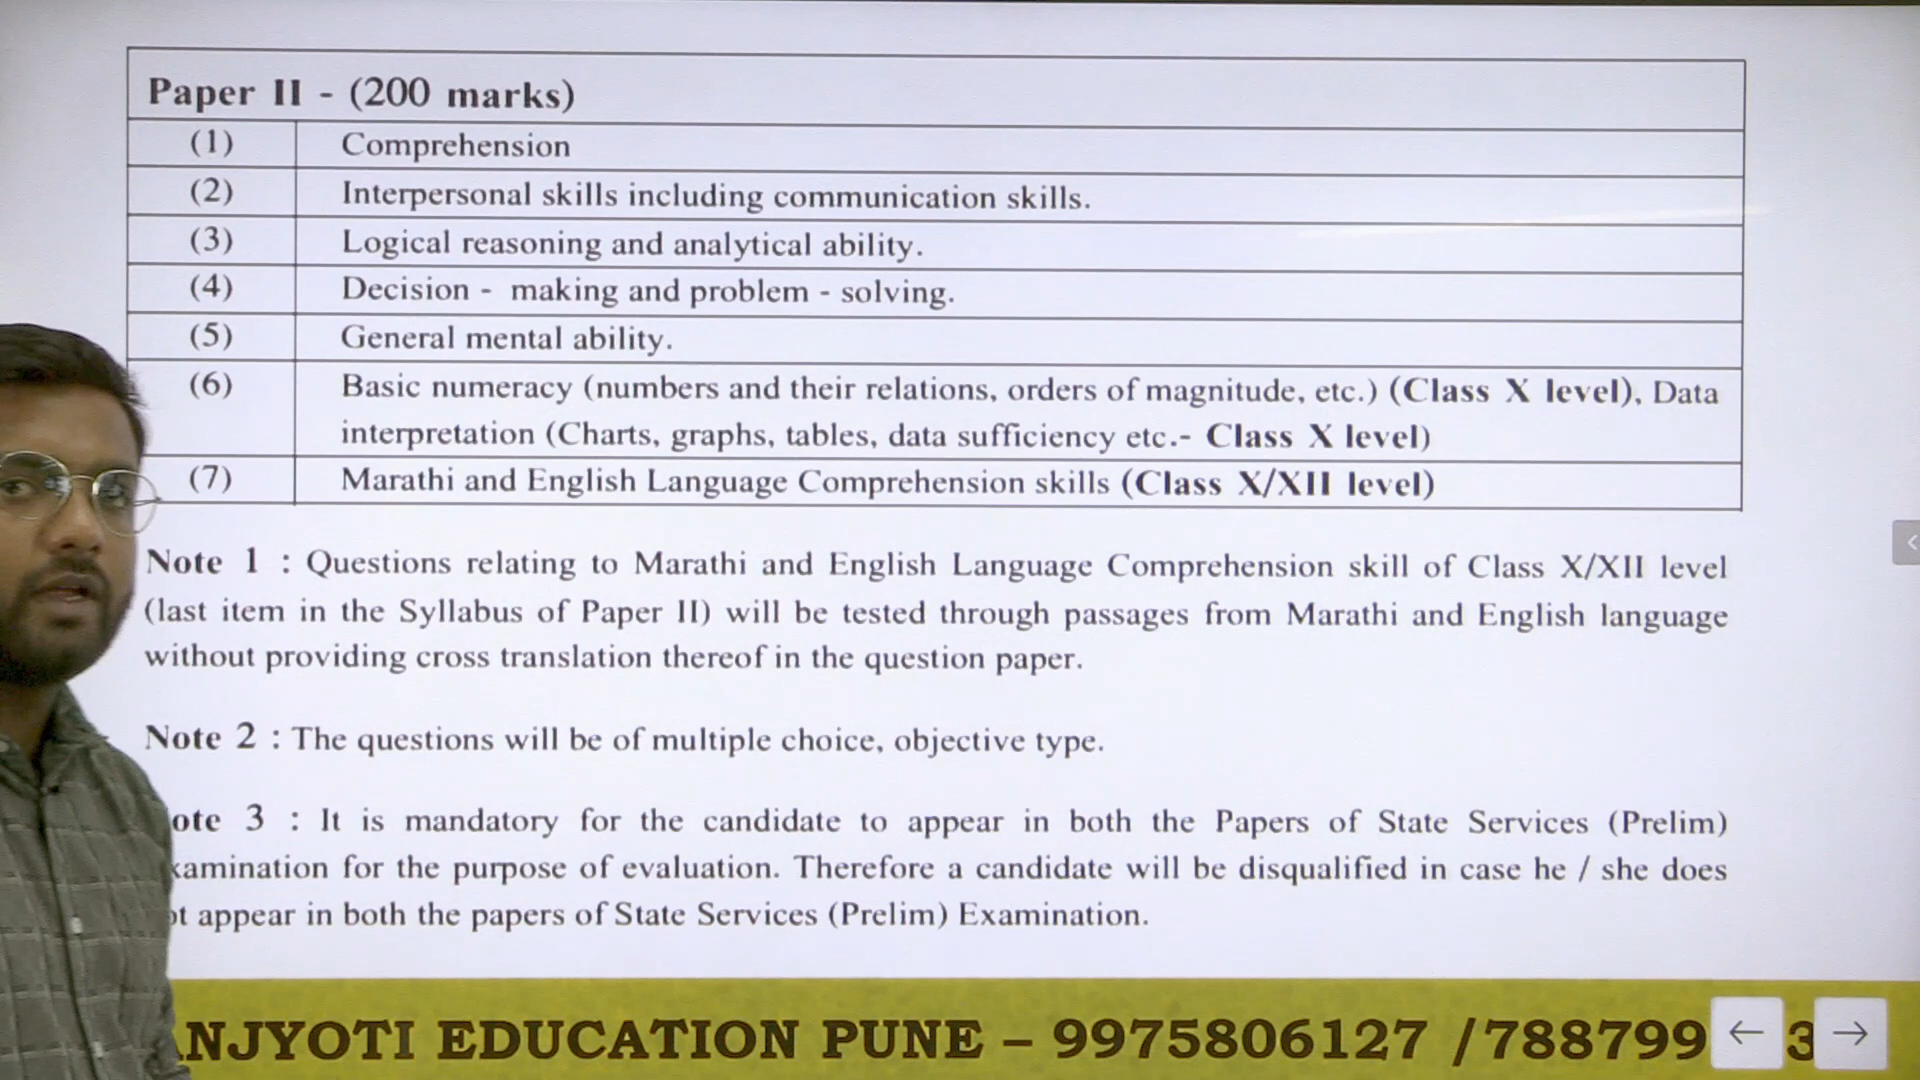 Paper II - (200 marks)
(1) Comprehension
(2) Interpersonal skills including communication skills.
(3) Logical reasoning and analytical ability.
(4) Decision - making and problem - solving.
(5) General mental ability.
(6) Basic numeracy (numbers and their relations, orders of magnitude, etc.) (Class X level), Data
interpretation (Charts, graphs, tables, data sufficiency etc.- Class X level)
(7) Marathi and English Language Comprehension skills (Class X/XII level)
Note 1 : Questions relating to Marathi and English Language Comprehension skill of Class X/XII level
(last item in the Syllabus of Paper II) will be tested through passages from Marathi and English language
without providing cross translation thereof in the question paper.
Note 2 : The questions will be of multiple choice, objective type.
ote 3 : It is mandatory for the candidate to appear in both the Papers of State Services (Prelim)
xamination for the purpose of evaluation. Therefore a candidate will be disqualified in case he / she does
ot appear in both the papers of State Services (Prelim) Examination.
NJYOTI EDUCATION PUNE – 9975806127 /788799 3